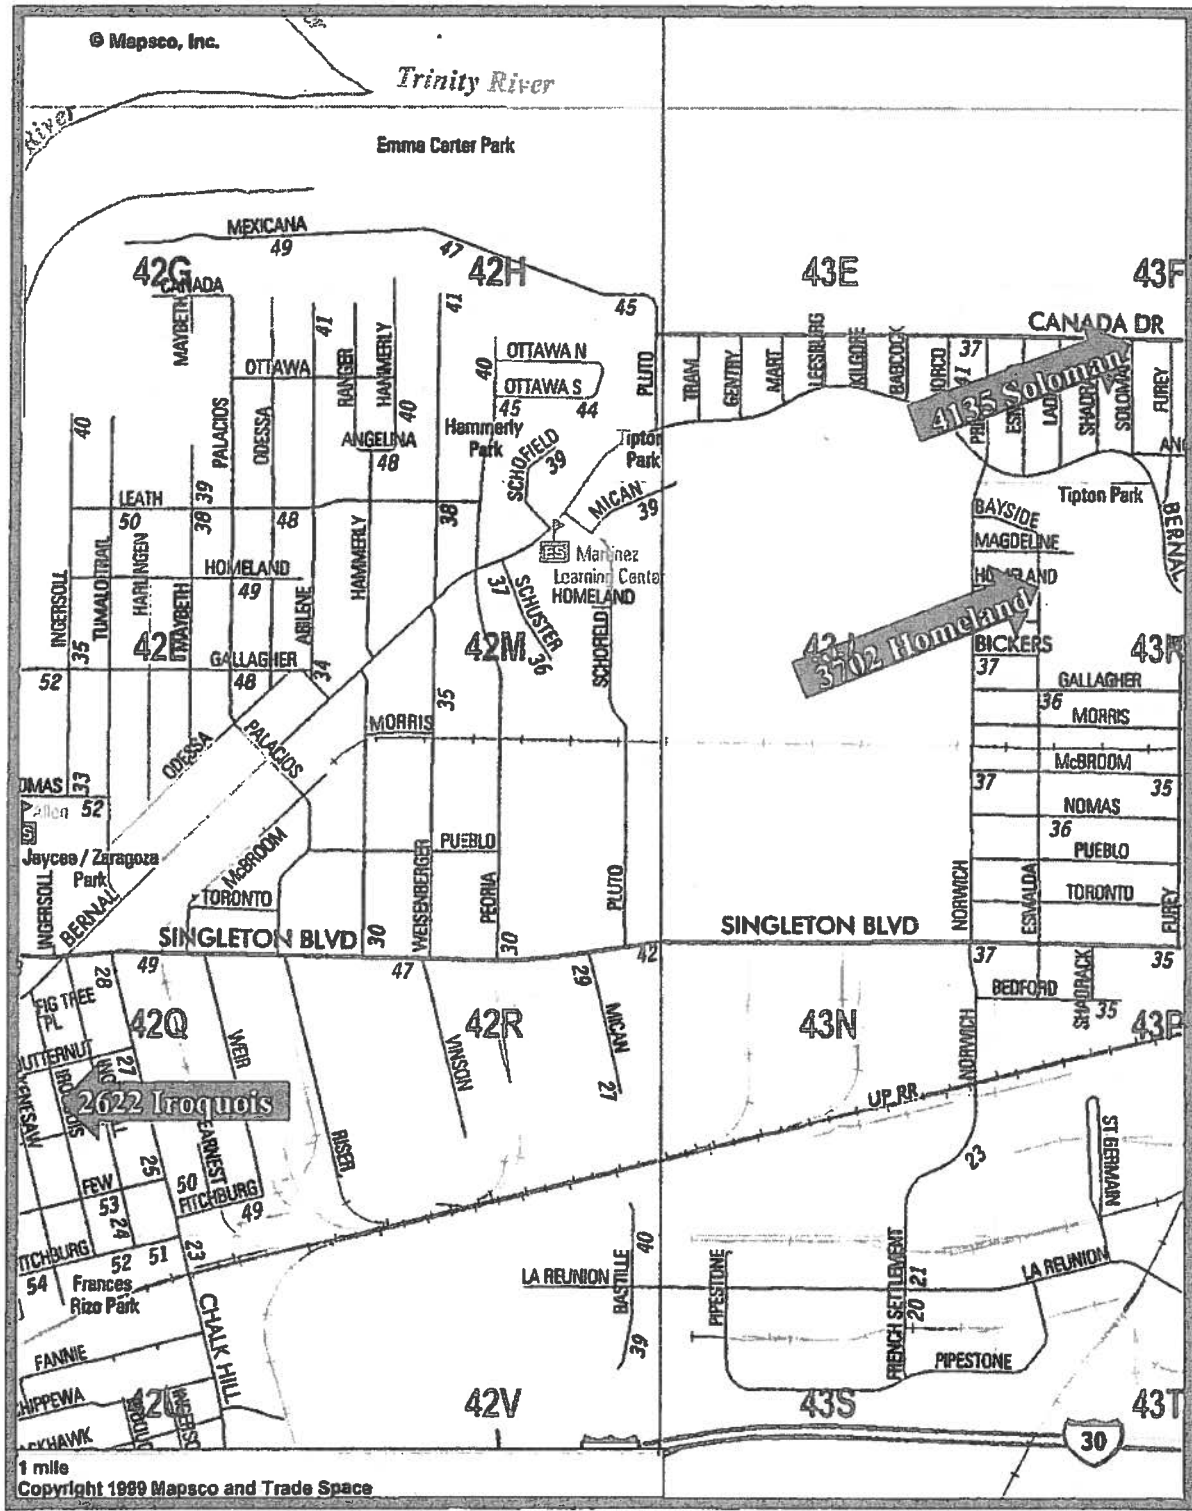 © Mapsco, Inc.
Trinity River
River
Emma Carter Park
MEXICANA
49
47
42G
42H
43E
43F
CANADA
45
41
CANADA DR
MAYBETH
41
RANGER
HAMMERLY
OTTAWA N
40
OTTAWA
OTTAWA S
45
44
PLUTO
TRAM
GENTRY
MART
LEESBURG
KILGORE
BABCOCK
37
41
4135 Soloman
FUREY
40
PALACIOS
ODESSA
40
ANGELINA
48
Hammerly
Park
SCHOFIELD
39
Tipton
Park
MICAN
39
Tipton Park
BERNAL
LEATH
50
39
38
48
38
BAYSIDE
MAGDELINE
HOMELAND
ES
Martinez
Learning Center
HOMELAND
INGERSOLL
TUMALO TRAIL
HARLINGEN
MAYBETH
HOMELAND
49
ABILENE
HAMMERLY
37
SCHUSTER
36
SCHOFIELD
3702 Homeland
35
42M
BICKERS
37
52
GALLAGHER
48
34
35
GALLAGHER
36
MORRIS
MORRIS
ODESSA
PALACIOS
McBROOM
37
35
33
52
NOMAS
36
Allen
Jaycee / Zaragoza
Park
McBROOM
PUEBLO
PUEBLO
TORONTO
TORONTO
INGERSOLL
BERNAL
WEISENBERGER
PEORIA
PLUTO
NORWICH
ESMALDA
FUREY
SINGLETON BLVD
30
30
SINGLETON BLVD
49
47
42
37
35
28
29
BEDFORD
SHADRACK
35
FIG TREE
PL
42Q
WEIR
42R
VINSON
MICAN
27
43N
NORWICH
43P
27
2622 Iroquois
KENESAW
UP RR
EARNEST
RISER
23
ST. GERMAIN
FEW
53
25
50
FITCHBURG
49
24
52
51
23
54
Frances
Rizo Park
LA REUNION
BASTILLE
40
39
PIPESTONE
FRENCH SETTLEMENT
21
20
LA REUNION
PIPESTONE
FANNIE
CHALK HILL
42V
43S
43T
30
1 mile
Copyright 1999 Mapsco and Trade Space